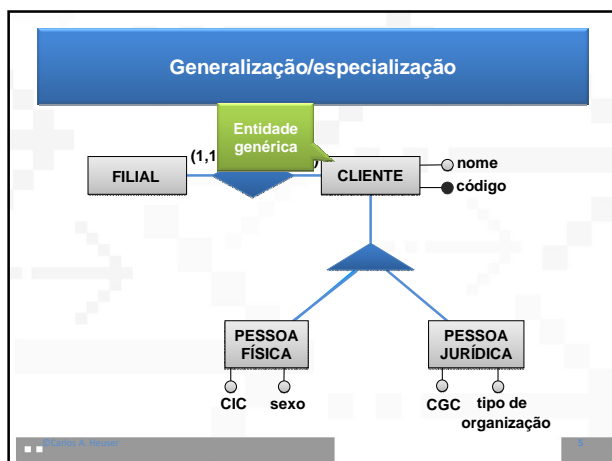 Generalização/especialização
Entidade
genérica
(1,1
)
FILIAL
CLIENTE
nome
código
PESSOA
FÍSICA
PESSOA
JURÍDICA
CIC
sexo
CGC
tipo de
organização
©Carlos A. Heuser
5